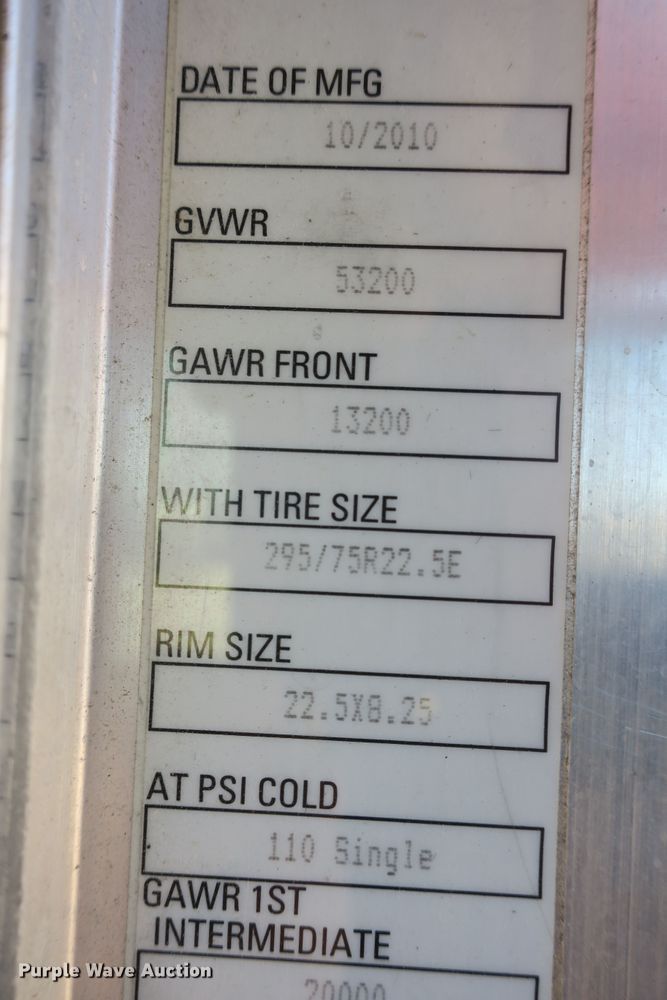 DATE OF MFG
10/2010
GVWR
53200
GAWR FRONT
13200
WITH TIRE SIZE
295/75R22.5E
RIM SIZE
22.5X8.25
AT PSI COLD
110 Single
GAWR 1ST
INTERMEDIATE
20000
Purple Wave Auction